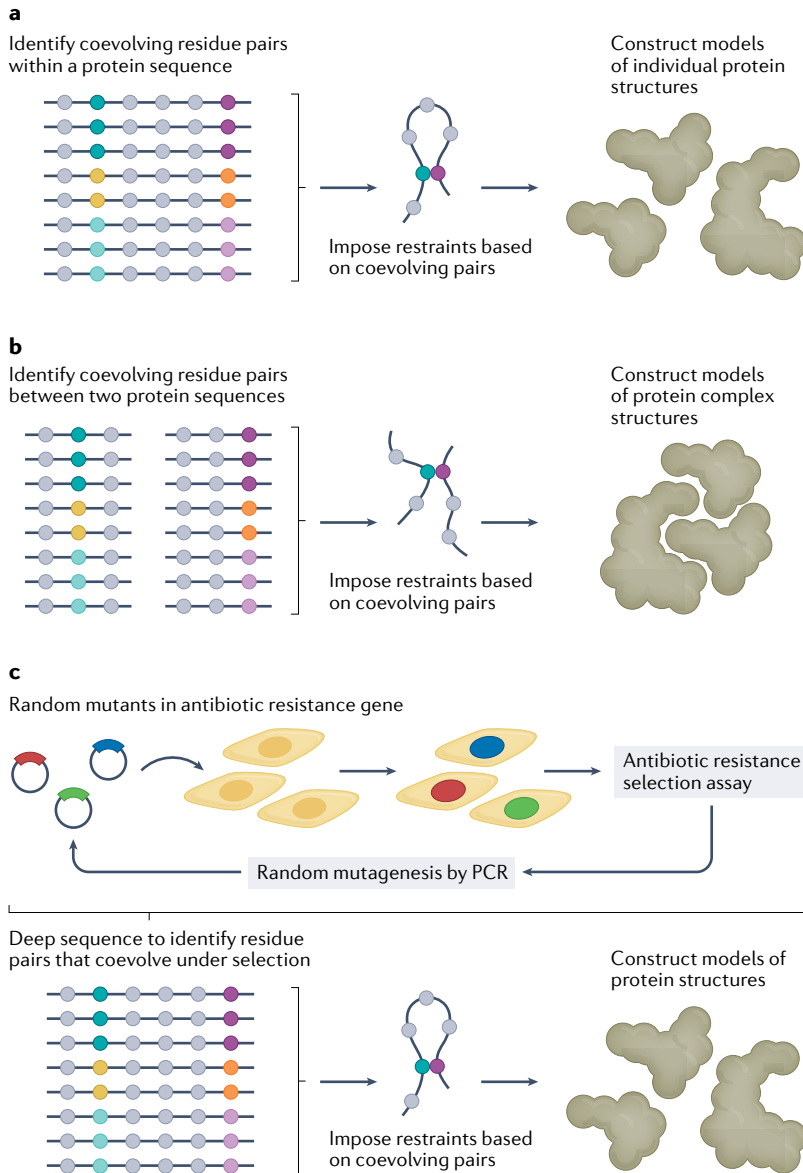 a
Identify coevolving residue pairs
within a protein sequence
Construct models
of individual protein
structures
Impose restraints based
on coevolving pairs
b
Identify coevolving residue pairs
between two protein sequences
Construct models
of protein complex
structures
Impose restraints based
on coevolving pairs
c
Random mutants in antibiotic resistance gene
Antibiotic resistance
selection assay
Random mutagenesis by PCR
Deep sequence to identify residue
pairs that coevolve under selection
Construct models of
protein structures
Impose restraints based
on coevolving pairs